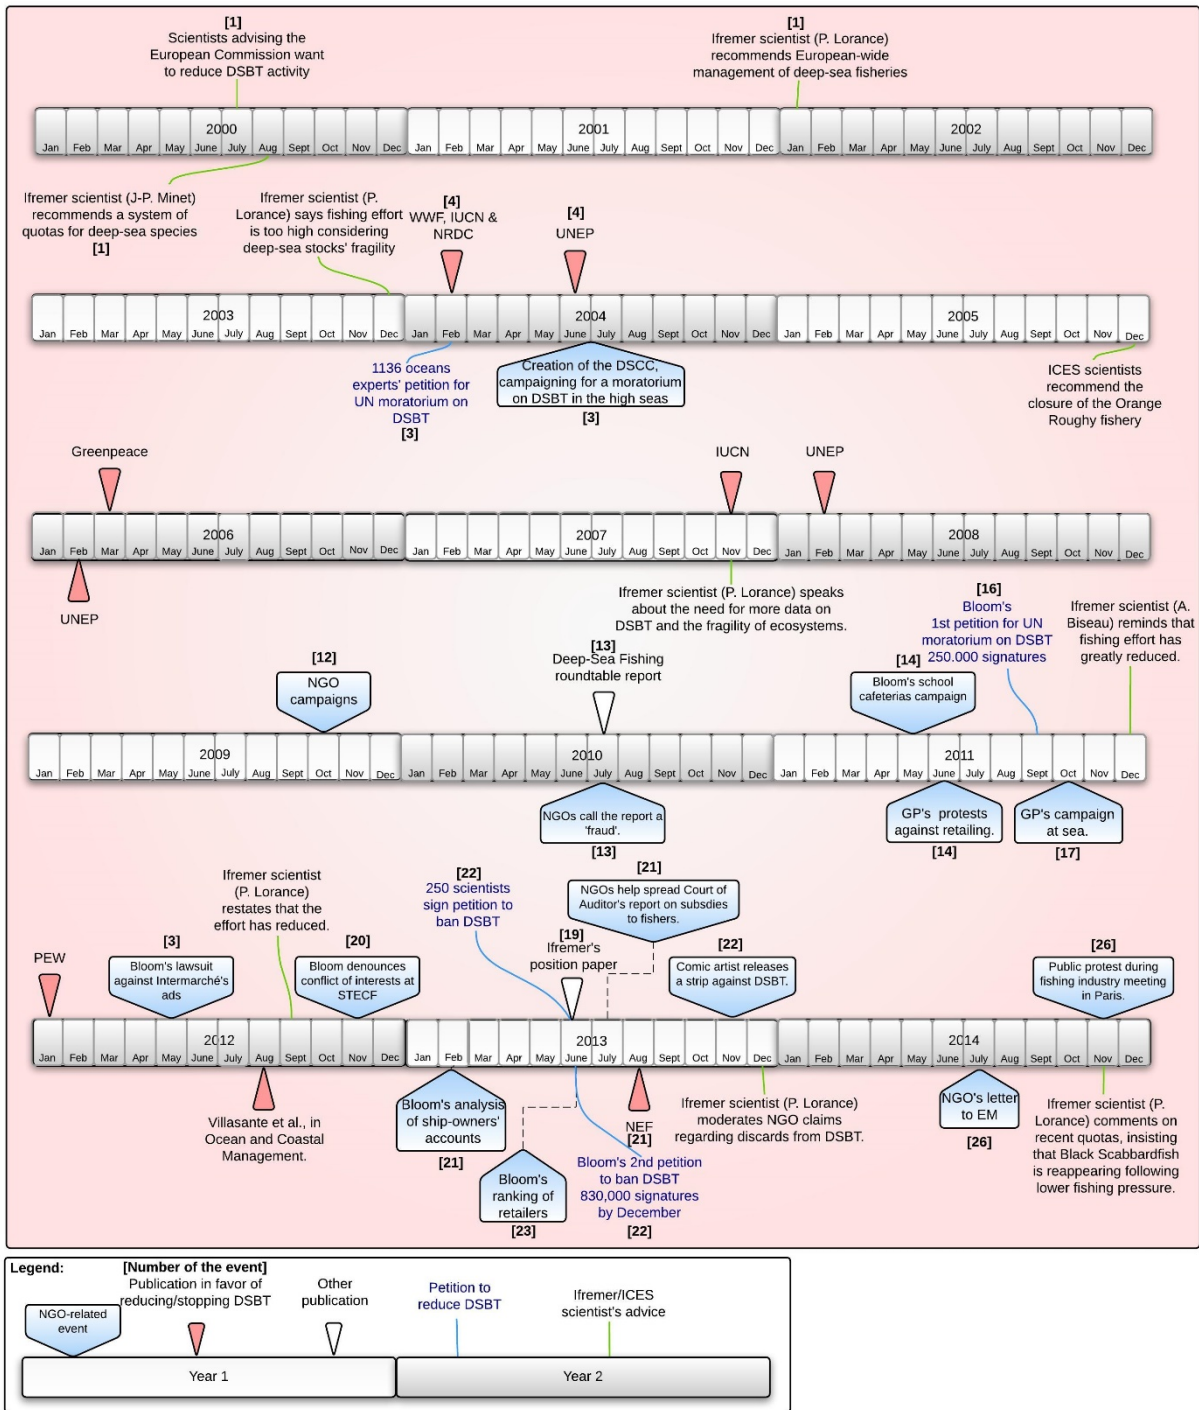 [1]
Scientists advising the
European Commission want
to reduce DSBT activity
[1]
Ifremer scientist (P. Lorance)
recommends European-wide
management of deep-sea fisheries
2000
Jan Feb Mar Apr May June July Aug Sept Oct Nov Dec
2001
Jan Feb Mar Apr May June July Aug Sept Oct Nov Dec
2002
Jan Feb Mar Apr May June July Aug Sept Oct Nov Dec
Ifremer scientist (J-P. Minet)
recommends a system of
quotas for deep-sea species
[1]
Ifremer scientist (P.
Lorance) says fishing effort
is too high considering
deep-sea stocks' fragility
[4]
WWF, IUCN &
NRDC
[4]
UNEP
2003
Jan Feb Mar Apr May June July Aug Sept Oct Nov Dec
2004
Jan Feb Mar Apr May June July Aug Sept Oct Nov Dec
2005
Jan Feb Mar Apr May June July Aug Sept Oct Nov Dec
1136 oceans
experts' petition for
UN moratorium on
DSBT
[3]
Creation of the DSCC,
campaigning for a moratorium
on DSBT in the high seas
[3]
ICES scientists
recommend the
closure of the Orange
Roughy fishery
Greenpeace
IUCN
UNEP
2006
Jan Feb Mar Apr May June July Aug Sept Oct Nov Dec
2007
Jan Feb Mar Apr May June July Aug Sept Oct Nov Dec
2008
Jan Feb Mar Apr May June July Aug Sept Oct Nov Dec
UNEP
Ifremer scientist (P. Lorance) speaks
about the need for more data on
DSBT and the fragility of ecosystems.
[12]
NGO
campaigns
[13]
Deep-Sea Fishing
roundtable report
[14]
Bloom's school
cafeterias campaign
[16]
Bloom's
1st petition for UN
moratorium on DSBT
250.000 signatures
Ifremer scientist (A.
Biseau) reminds that
fishing effort has
greatly reduced.
2009
Jan Feb Mar Apr May June July Aug Sept Oct Nov Dec
2010
Jan Feb Mar Apr May June July Aug Sept Oct Nov Dec
2011
Jan Feb Mar Apr May June July Aug Sept Oct Nov Dec
NGOs call the report a
'fraud'.
[13]
GP's protests
against retailing.
[14]
GP's campaign
at sea.
[17]
PEW
[3]
Bloom's lawsuit
against Intermarché's
ads
Ifremer scientist
(P. Lorance)
restates that the
effort has reduced.
[20]
Bloom denounces
conflict of interests at
STECF
[22]
250 scientists
sign petition to
ban DSBT
[19]
Ifremer's
position paper
[21]
NGOs help spread Court of
Auditor's report on subsdies
to fishers.
[22]
Comic artist releases
a strip against DSBT.
[26]
Public protest during
fishing industry meeting
in Paris.
2012
Jan Feb Mar Apr May June July Aug Sept Oct Nov Dec
2013
Jan Feb Mar Apr May June July Aug Sept Oct Nov Dec
2014
Jan Feb Mar Apr May June July Aug Sept Oct Nov Dec
Villasante et al., in
Ocean and Coastal
Management.
Bloom's analysis
of ship-owners'
accounts
[21]
Bloom's
ranking of
retailers
[23]
NEF
[21]
Bloom's 2nd petition
to ban DSBT
830,000 signatures
by December
[22]
Ifremer scientist (P. Lorance)
moderates NGO claims
regarding discards from DSBT.
NGO's letter
to EM
[26]
Ifremer scientist (P.
Lorance) comments on
recent quotas, insisting
that Black Scabbardfish
is reappearing following
lower fishing pressure.
Legend:
[Number of the event]
NGO-related
event
Publication in favor of
reducing/stopping DSBT
Other
publication
Petition to
reduce DSBT
Ifremer/ICES
scientist's advice
Year 1
Year 2